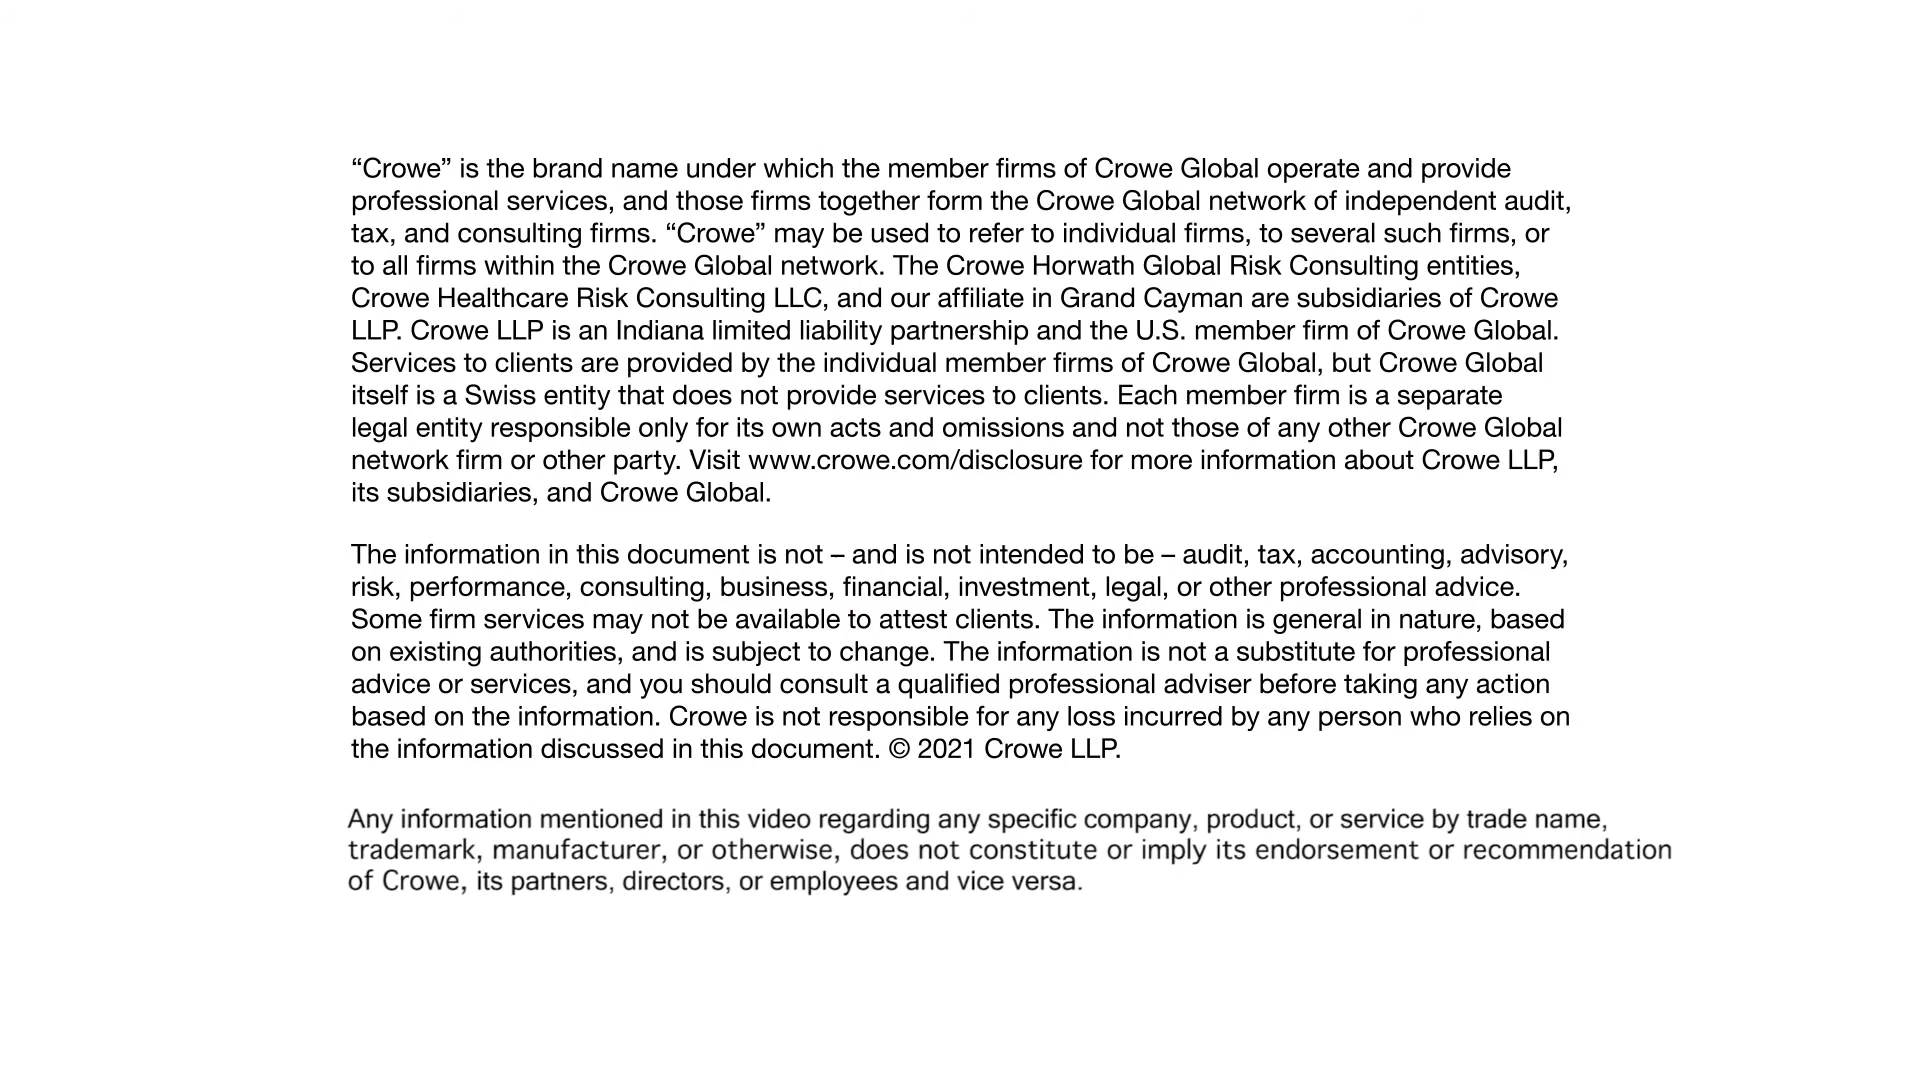 “Crowe” is the brand name under which the member firms of Crowe Global operate and provide
professional services, and those firms together form the Crowe Global network of independent audit,
tax, and consulting firms. “Crowe” may be used to refer to individual firms, to several such firms, or
to all firms within the Crowe Global network. The Crowe Horwath Global Risk Consulting entities,
Crowe Healthcare Risk Consulting LLC, and our affiliate in Grand Cayman are subsidiaries of Crowe
LLP. Crowe LLP is an Indiana limited liability partnership and the U.S. member firm of Crowe Global.
Services to clients are provided by the individual member firms of Crowe Global, but Crowe Global
itself is a Swiss entity that does not provide services to clients. Each member firm is a separate
legal entity responsible only for its own acts and omissions and not those of any other Crowe Global
network firm or other party. Visit www.crowe.com/disclosure for more information about Crowe LLP,
its subsidiaries, and Crowe Global.
The information in this document is not – and is not intended to be – audit, tax, accounting, advisory,
risk, performance, consulting, business, financial, investment, legal, or other professional advice.
Some firm services may not be available to attest clients. The information is general in nature, based
on existing authorities, and is subject to change. The information is not a substitute for professional
advice or services, and you should consult a qualified professional adviser before taking any action
based on the information. Crowe is not responsible for any loss incurred by any person who relies on
the information discussed in this document. © 2021 Crowe LLP.
Any information mentioned in this video regarding any specific company, product, or service by trade name,
trademark, manufacturer, or otherwise, does not constitute or imply its endorsement or recommendation
of Crowe, its partners, directors, or employees and vice versa.